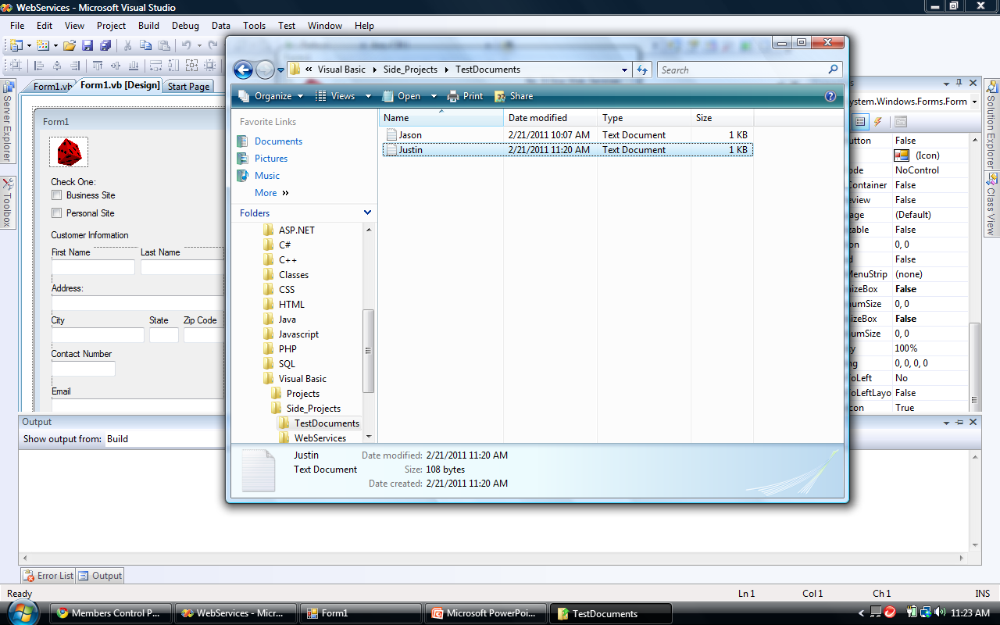 WebServices - Microsoft Visual Studio
File Edit View Project Build Debug Data Tools Test Window Help
Form1.vb Form1.vb [Design] Start Page
Server Explorer
Toolbox
Form1
Check One:
Business Site
Personal Site
Customer Information
First Name Last Name
Address:
City State Zip Code
Contact Number
Email
« Visual Basic Side_Projects TestDocuments
Search
Organize Views Open Print Share
Favorite Links
Documents
Pictures
Music
More »
Folders
ASP.NET
C#
C++
Classes
CSS
HTML
Java
Javascript
PHP
SQL
Visual Basic
Projects
Side_Projects
TestDocuments
WebServices
Name Date modified Type Size
Jason 2/21/2011 10:07 AM Text Document 1 KB
Justin 2/21/2011 11:20 AM Text Document 1 KB
Justin Date modified: 2/21/2011 11:20 AM
Text Document Size: 108 bytes
Date created: 2/21/2011 11:20 AM
ystem.Windows.Forms.Form
utton False
(Icon)
ode NoControl
Container False
eview False
age (Default)
zable False
on 0, 0
d False
MenuStrip (none)
nizeBox False
numSize 0, 0
izeBox False
numSize 0, 0
ty 100%
ng 0, 0, 0, 0
oLeft No
oLeftLayo False
con True
Solution Explorer
Class View
Output
Show output from: Build
Error List Output
Ready Ln 1 Col 1 Ch 1 INS
Members Control P... WebServices - Micr... Form1 Microsoft PowerPoi... TestDocuments 11:23 AM